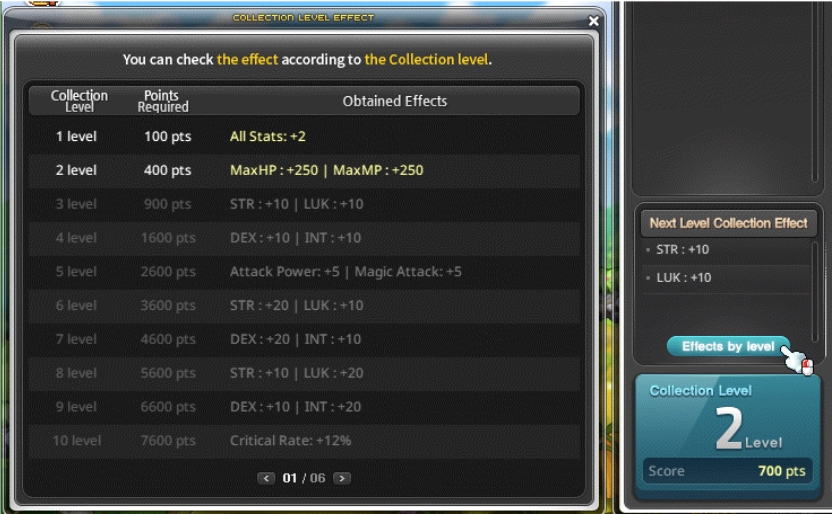 COLLECTION LEVEL EFFECT
You can check the effect according to the Collection level.
Collection Level Points Required Obtained Effects
1 level 100 pts All Stats: +2
2 level 400 pts MaxHP : +250 | MaxMP : +250
3 level 900 pts STR : +10 | LUK : +10
4 level 1600 pts DEX : +10 | INT : +10
5 level 2600 pts Attack Power: +5 | Magic Attack: +5
6 level 3600 pts STR : +20 | LUK : +10
7 level 4600 pts DEX : +20 | INT : +10
8 level 5600 pts STR : +10 | LUK : +20
9 level 6600 pts DEX : +10 | INT : +20
10 level 7600 pts Critical Rate: +12%
< 01 / 06 >
Next Level Collection Effect
STR : +10
LUK : +10
Effects by level
Collection Level
2 Level
Score 700 pts